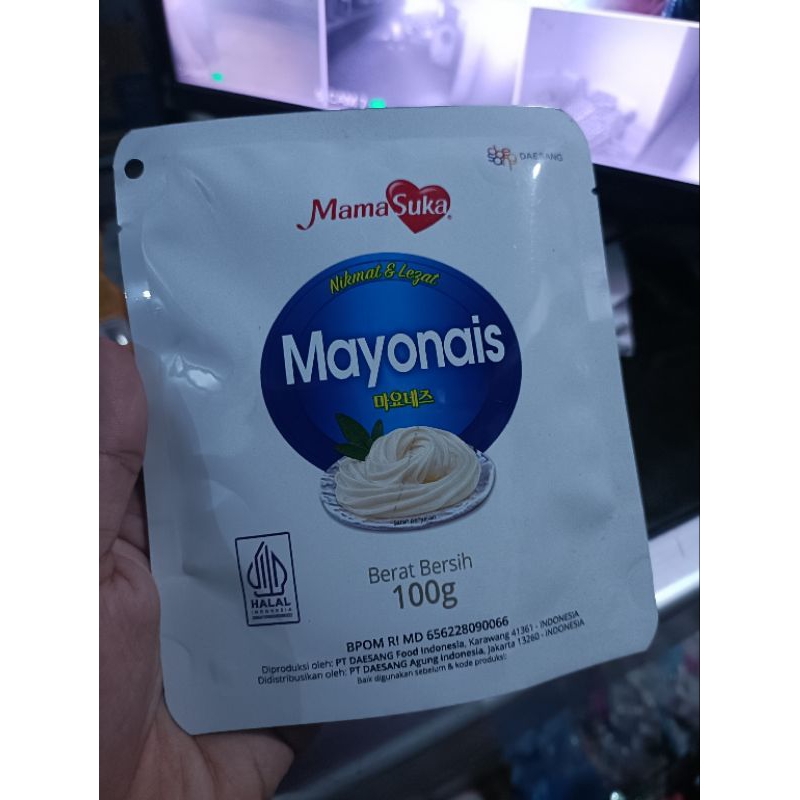 DAESANG
MamaSuka
Nikmat & Lezat
Mayonais
마요네즈
HALAL
INDONESIA
Berat Bersih
100g
BPOM RI MD 656228090066
Diproduksi oleh: PT DAESANG Food Indonesia, Karawang 41361 - INDONESIA
Didistribusikan oleh: PT DAESANG Agung Indonesia, Jakarta 13260 - INDONESIA
Baik digunakan sebelum & kode produksi: